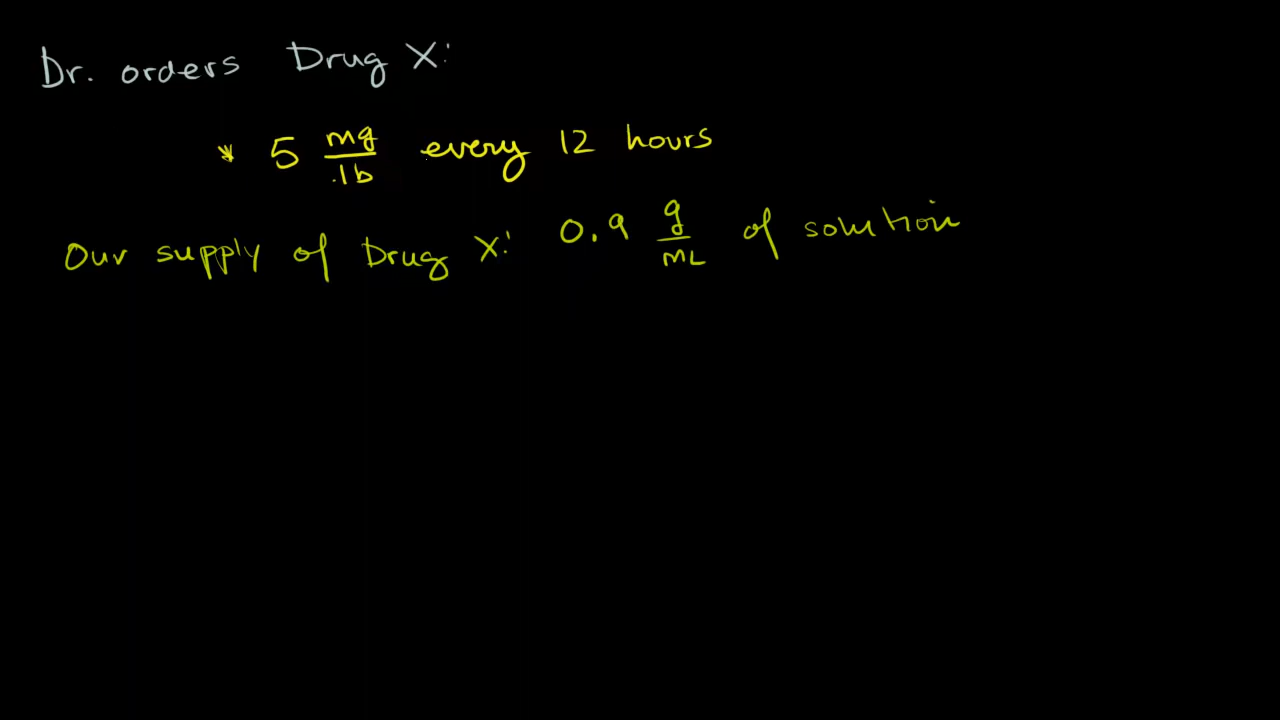 Dr. orders Drug X:
* 5 mg/lb every 12 hours
Our supply of Drug X: 0.9 g/mL of solution